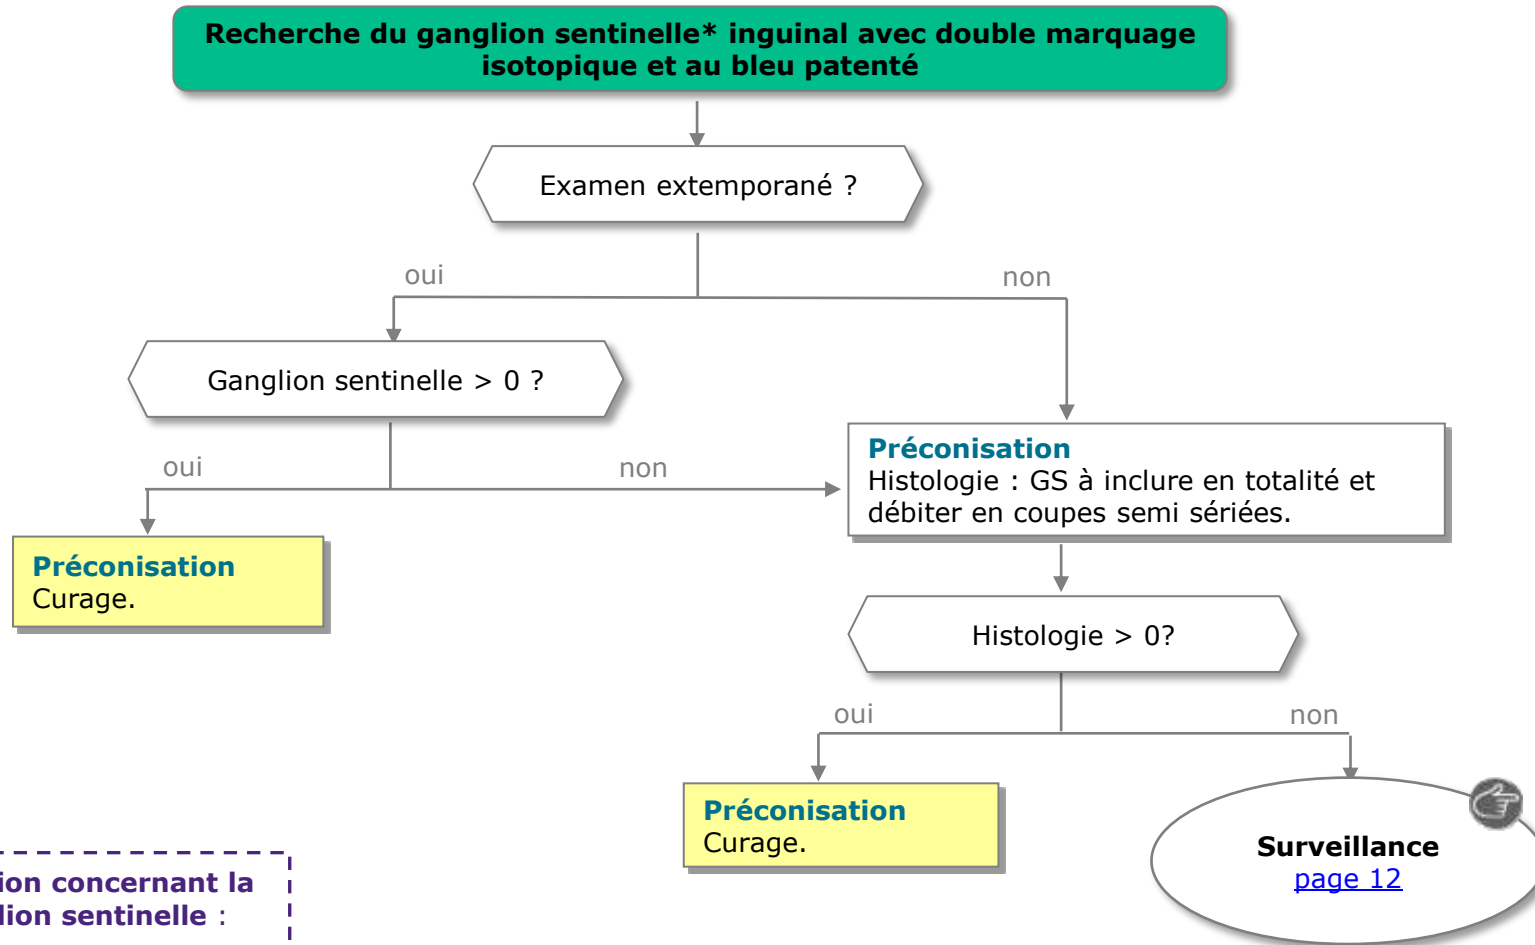 Recherche du ganglion sentinelle* inguinal avec double marquage
isotopique et au bleu patenté
Examen extemporané ?
oui
non
Ganglion sentinelle > 0 ?
oui
non
Préconisation
Histologie : GS à inclure en totalité et
débiter en coupes semi sériées.
Préconisation
Curage.
Histologie > 0?
oui
non
Préconisation
Curage.
Surveillance
page 12
ion concernant la
lion sentinelle :